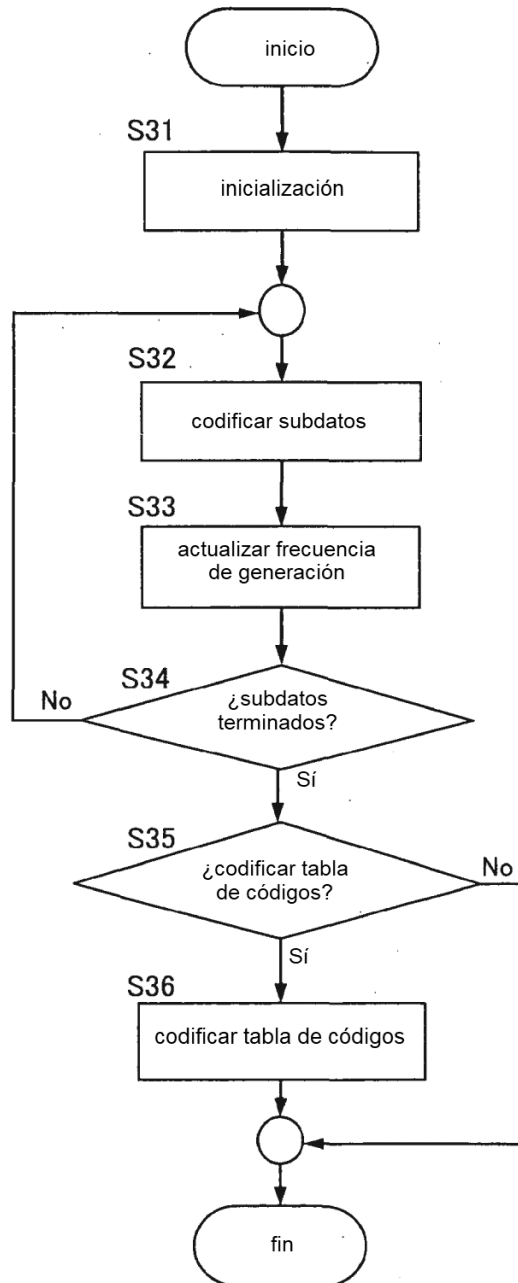 inicio
S31
inicialización
S32
codificar subdatos
S33
actualizar frecuencia
de generación
S34
No
¿subdatos
terminados?
Sí
S35
¿codificar tabla
de códigos?
No
Sí
S36
codificar tabla de códigos
fin